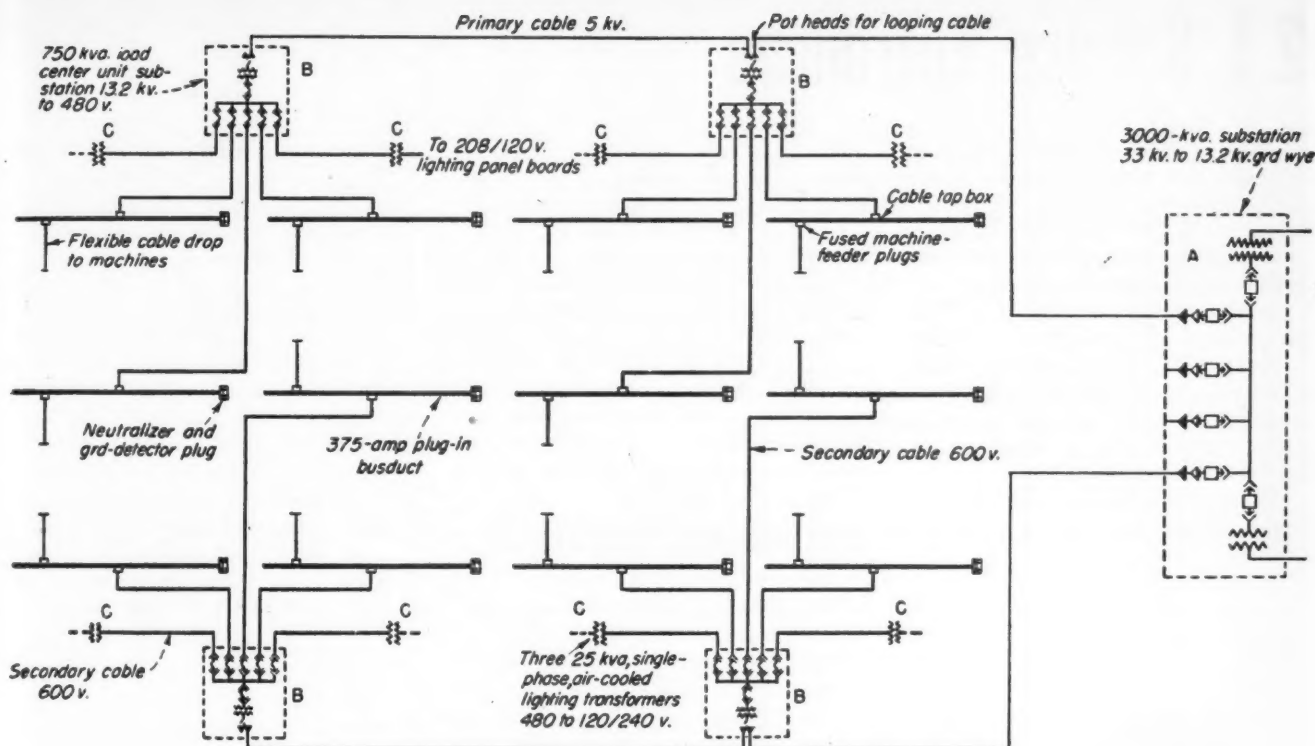 Primary cable 5 kv.
Pot heads for looping cable
750 kva. load
center unit sub-
station 13.2 kv.
to 480 v.
B
B
C
C
C
C
To 208/120 v.
lighting panel boards
3000-kva. substation
33 kv. to 13.2 kv. grd wye
Cable tap box
Flexible cable drop
to machines
Fused machine-
feeder plugs
A
Neutralizer and
grd-detector plug
375-amp plug-in
busduct
Secondary cable 600 v.
C
C
C
C
Secondary cable
600 v.
B
Three 25 kva, single-
phase, air-cooled
lighting transformers
480 to 120/240 v.
B